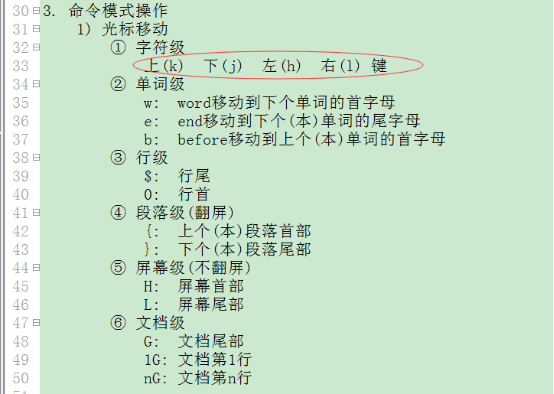 30 3. 命令模式操作
31 1) 光标移动
32 ① 字符级
33 上(k) 下(j) 左(h) 右(l) 键
34 ② 单词级
35 w: word移动到下个单词的首字母
36 e: end移动到下个(本)单词的尾字母
37 b: before移动到上个(本)单词的首字母
38 ③ 行级
39 $: 行尾
40 0: 行首
41 ④ 段落级(翻屏)
42 {: 上个(本)段落首部
43 }: 下个(本)段落尾部
44 ⑤ 屏幕级(不翻屏)
45 H: 屏幕首部
46 L: 屏幕尾部
47 ⑥ 文档级
48 G: 文档尾部
49 1G: 文档第1行
50 nG: 文档第n行